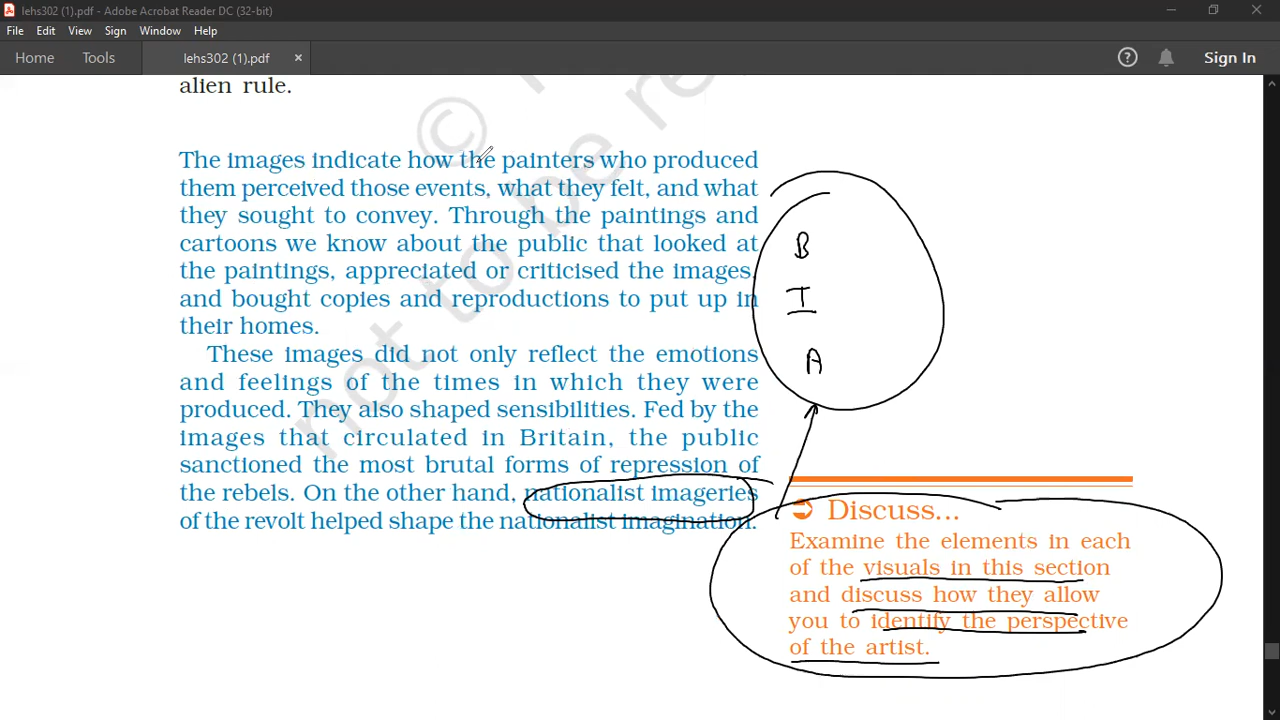 lehs302 (1).pdf - Adobe Acrobat Reader DC (32-bit)
File Edit View Sign Window Help
Home Tools lehs302 (1).pdf × ? Sign In
alien rule.
The images indicate how the painters who produced
them perceived those events, what they felt, and what
they sought to convey. Through the paintings and
cartoons we know about the public that looked at
the paintings, appreciated or criticised the images,
and bought copies and reproductions to put up in
their homes.
These images did not only reflect the emotions
and feelings of the times in which they were
produced. They also shaped sensibilities. Fed by the
images that circulated in Britain, the public
sanctioned the most brutal forms of repression of
the rebels. On the other hand, nationalist imageries
of the revolt helped shape the nationalist imagination.
B
I
A
Discuss...
Examine the elements in each
of the visuals in this section
and discuss how they allow
you to identify the perspective
of the artist.
©
not to be re